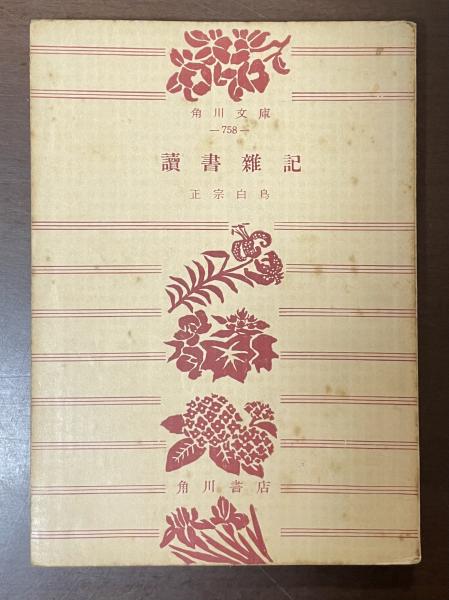 角川文庫
—758—
讀書雜記
正宗白鳥
角川書店